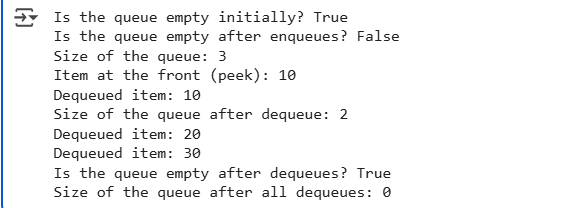 Is the queue empty initially? True
Is the queue empty after enqueues? False
Size of the queue: 3
Item at the front (peek): 10
Dequeued item: 10
Size of the queue after dequeue: 2
Dequeued item: 20
Dequeued item: 30
Is the queue empty after dequeues? True
Size of the queue after all dequeues: 0